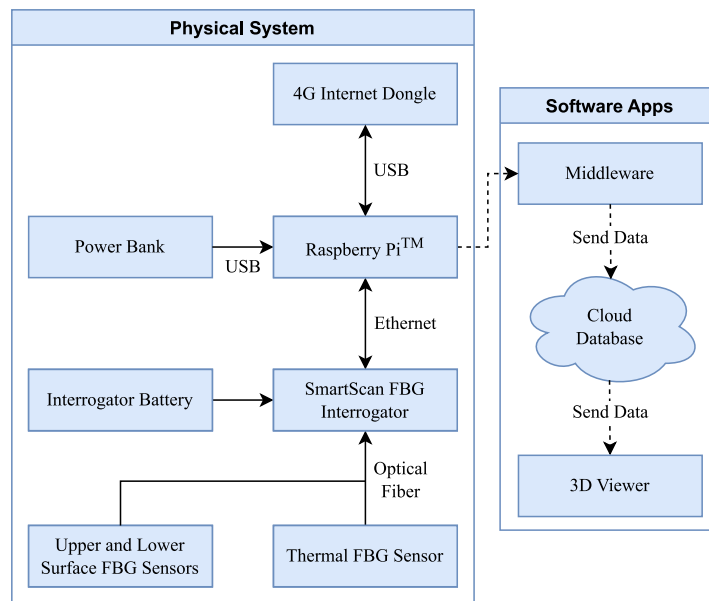 Physical System
4G Internet Dongle
USB
Power Bank
USB
Raspberry Pi™
Ethernet
Interrogator Battery
SmartScan FBG
Interrogator
Optical
Fiber
Upper and Lower
Surface FBG Sensors
Thermal FBG Sensor
Software Apps
Middleware
Send Data
Cloud
Database
Send Data
3D Viewer